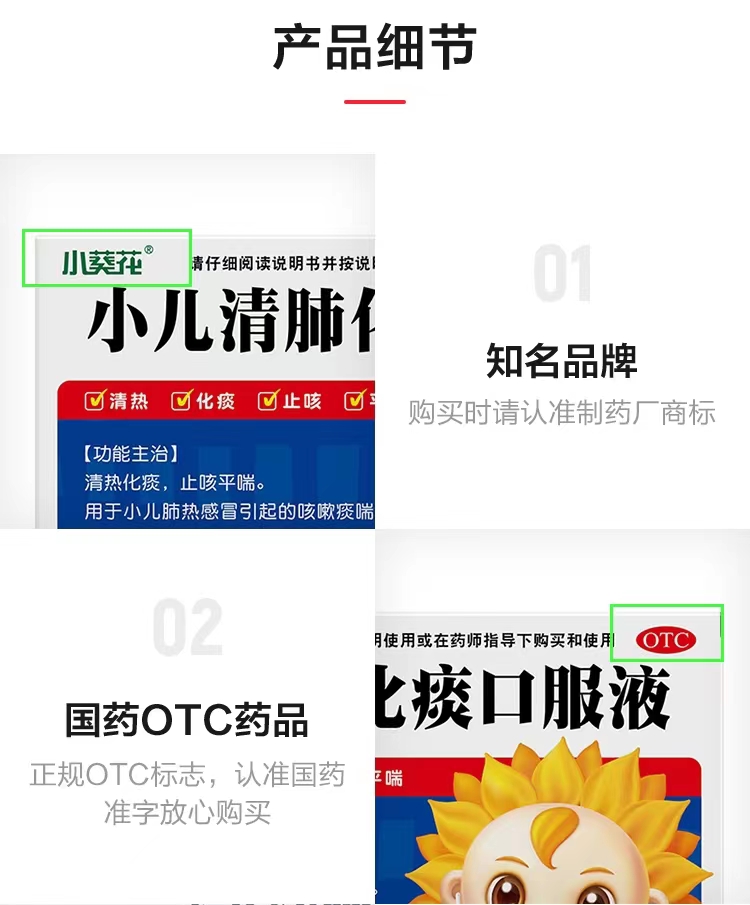 产品细节
小葵花®
请仔细阅读说明书并按说
小儿清肺
清热 化痰 止咳
【功能主治】
清热化痰，止咳平喘。
用于小儿肺热感冒引起的咳嗽痰喘
01
知名品牌
购买时请认准制药厂商标
02
国药OTC药品
正规OTC标志，认准国药
准字放心购买
明使用或在药师指导下购买和使用
OTC
化痰口服液
平喘